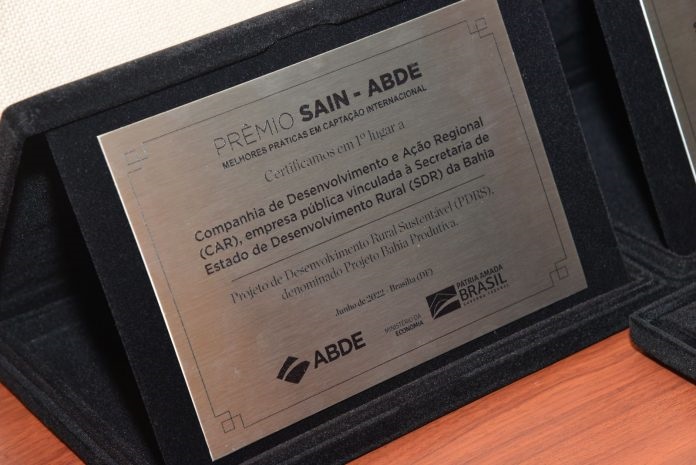 PRÊMIO SAIN - ABDE
MELHORES PRÁTICAS EM CAPTAÇÃO INTERNACIONAL
Certificamos em 1º lugar a
Companhia de Desenvolvimento e Ação Regional
(CAR), empresa pública vinculada à Secretaria de
Estado de Desenvolvimento Rural (SDR) da Bahia
Projeto de Desenvolvimento Rural Sustentável (PDRS),
denominado Projeto Bahia Produtiva.
Junho de 2022 - Brasília (DF)
ABDE
MINISTÉRIO DA
ECONOMIA
PÁTRIA AMADA
BRASIL
GOVERNO FEDERAL